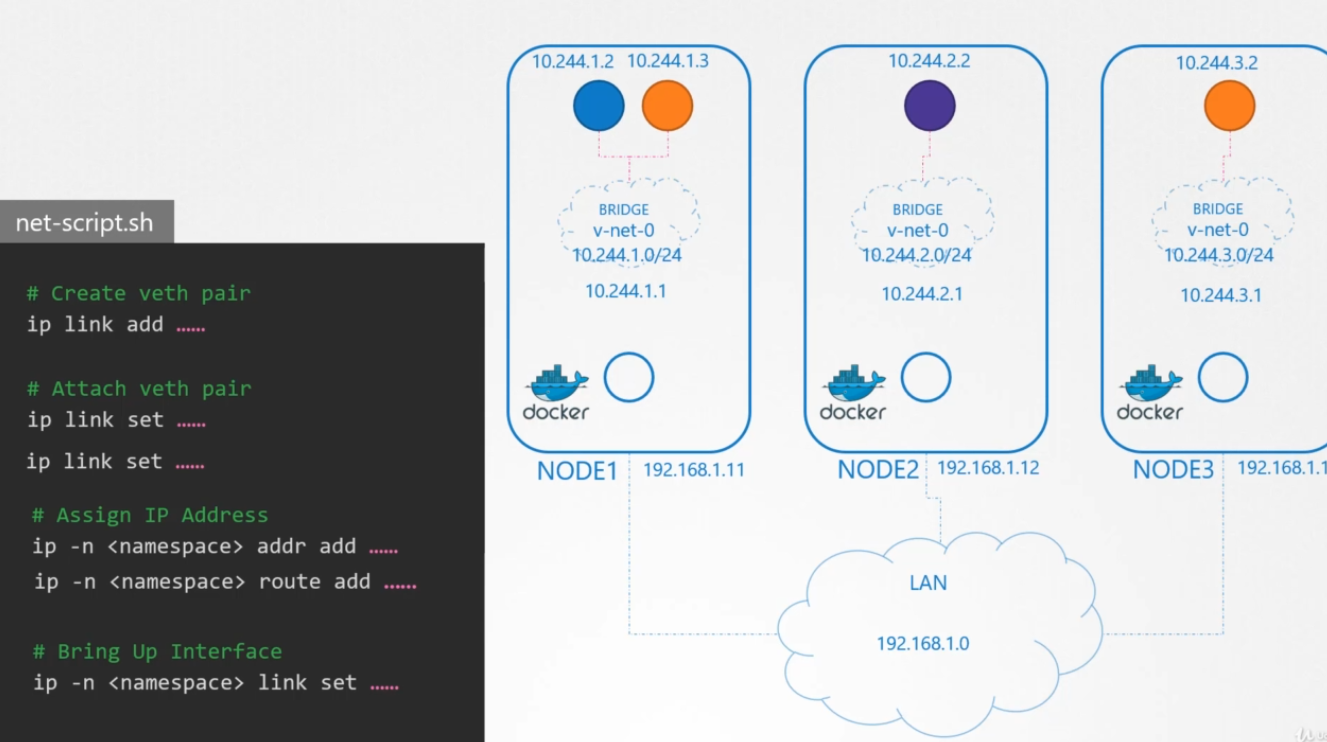 net-script.sh
# Create veth pair
ip link add ......
# Attach veth pair
ip link set ......
ip link set ......
# Assign IP Address
ip -n <namespace> addr add ......
ip -n <namespace> route add ......
# Bring Up Interface
ip -n <namespace> link set ......
10.244.1.2 10.244.1.3
BRIDGE
v-net-0
10.244.1.0/24
10.244.1.1
docker
NODE1 192.168.1.11
10.244.2.2
BRIDGE
v-net-0
10.244.2.0/24
10.244.2.1
docker
NODE2 192.168.1.12
10.244.3.2
BRIDGE
v-net-0
10.244.3.0/24
10.244.3.1
docker
NODE3
LAN
192.168.1.0